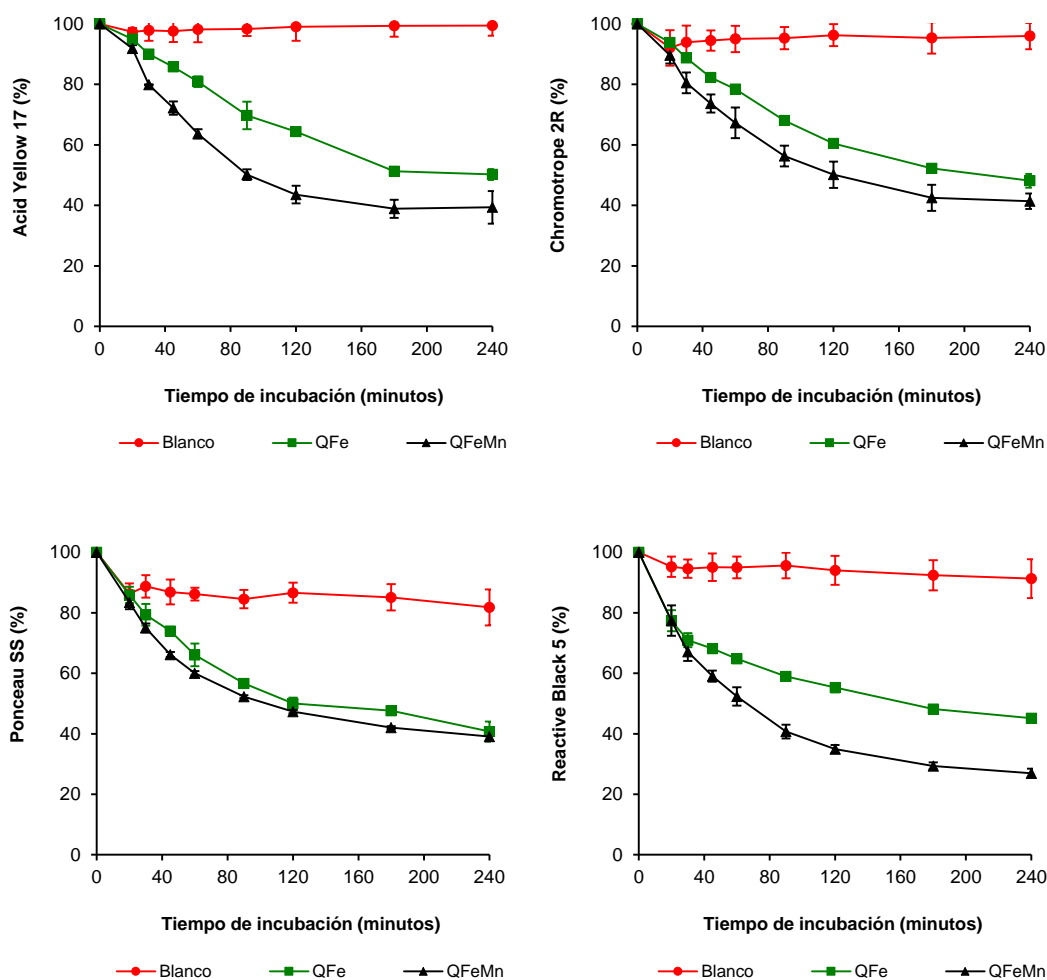 100
80
60
40
20
0
Acid Yellow 17 (%)
0 40 80 120 160 200 240
Tiempo de incubación (minutos)
Blanco QFe QFeMn
100
80
60
40
20
0
Chromotrope 2R (%)
0 40 80 120 160 200 240
Tiempo de incubación (minutos)
Blanco QFe QFeMn
100
80
60
40
20
0
Ponceau SS (%)
0 40 80 120 160 200 240
Tiempo de incubación (minutos)
Blanco QFe QFeMn
100
80
60
40
20
0
Reactive Black 5 (%)
0 40 80 120 160 200 240
Tiempo de incubación (minutos)
Blanco QFe QFeMn